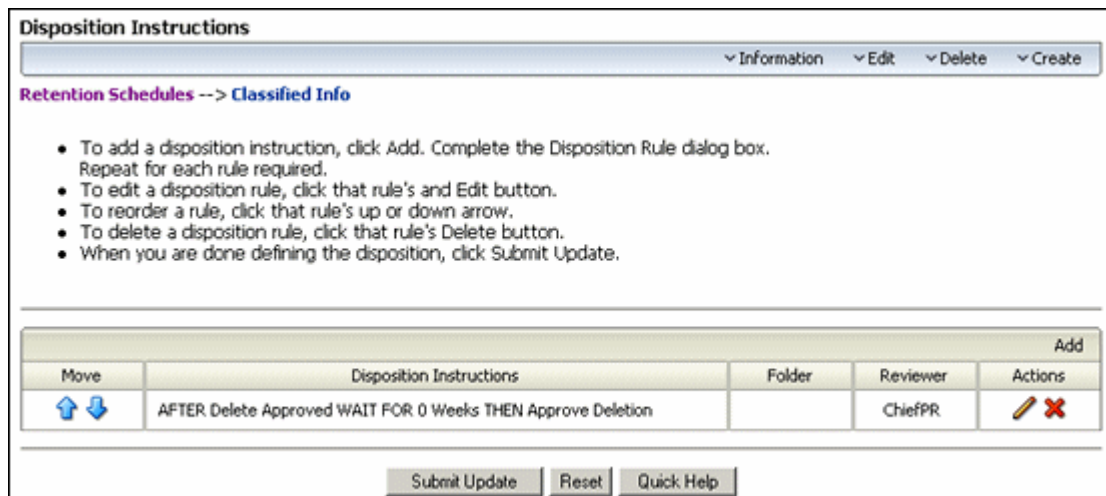 Disposition Instructions
Information Edit Delete Create
Retention Schedules --> Classified Info
To add a disposition instruction, click Add. Complete the Disposition Rule dialog box.
Repeat for each rule required.
To edit a disposition rule, click that rule's and Edit button.
To reorder a rule, click that rule's up or down arrow.
To delete a disposition rule, click that rule's Delete button.
When you are done defining the disposition, click Submit Update.
Add
Move Disposition Instructions Folder Reviewer Actions
AFTER Delete Approved WAIT FOR 0 Weeks THEN Approve Deletion ChiefPR
Submit Update Reset Quick Help